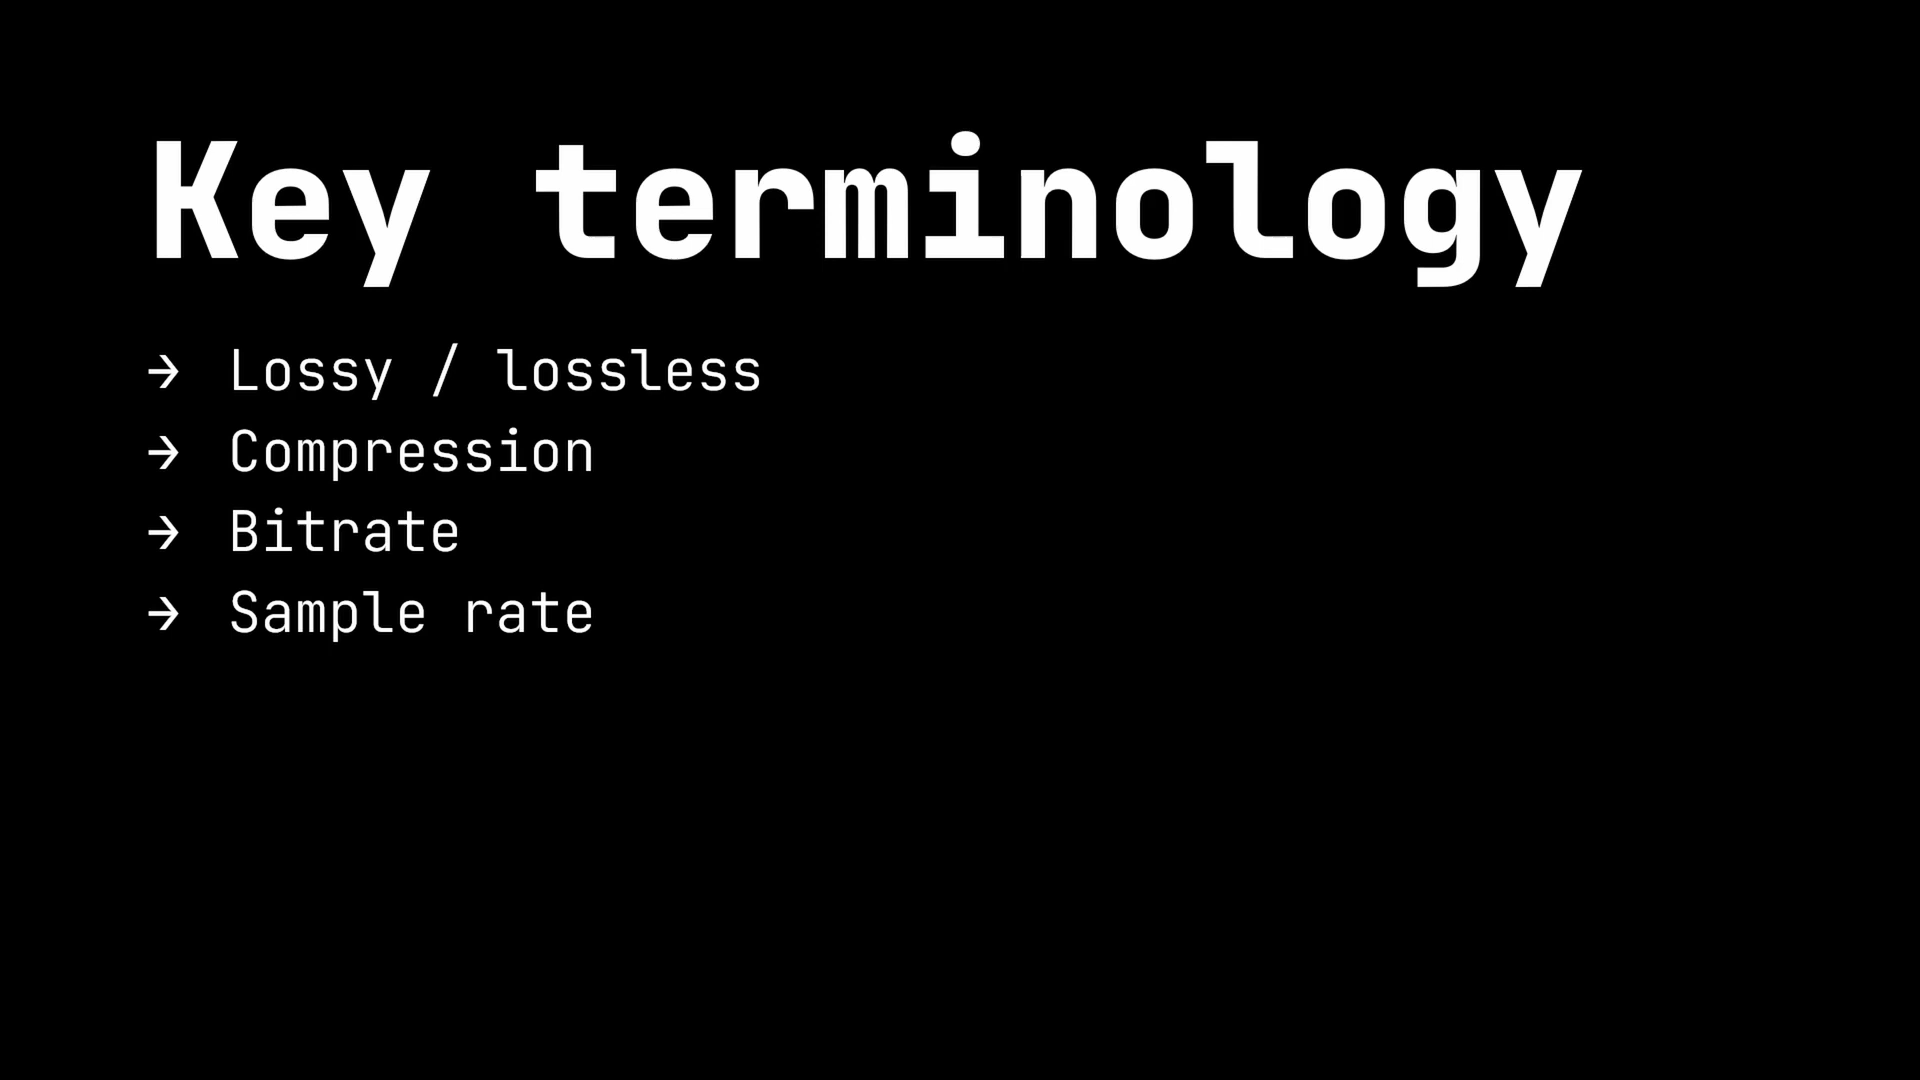 Key terminology
→ Lossy / lossless
→ Compression
→ Bitrate
→ Sample rate